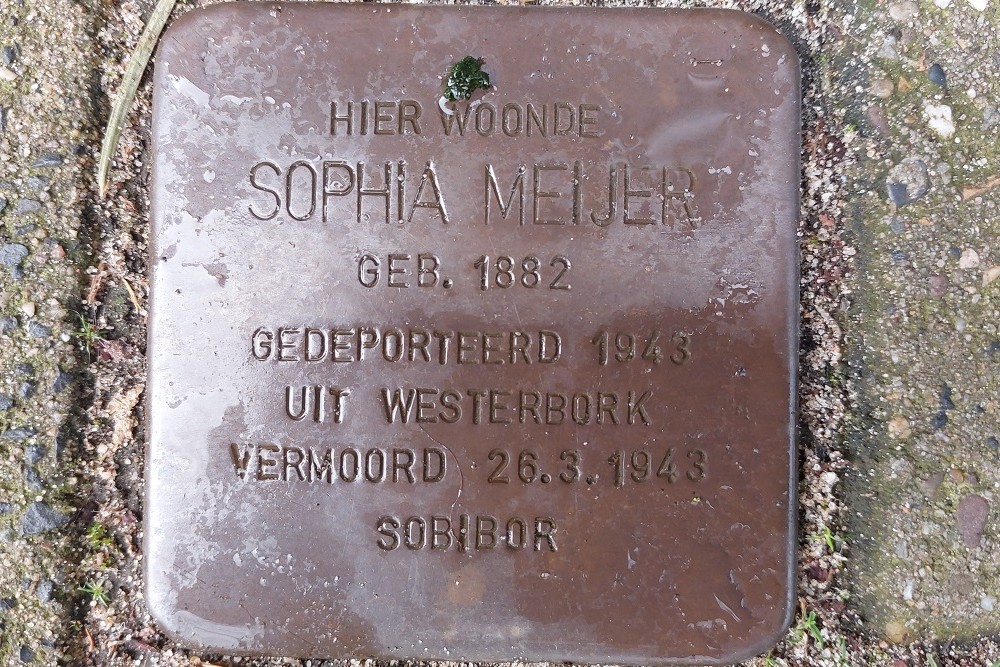 HIER WOONDE
SOPHIA MEIJER
GEB. 1882
GEDEPORTEERD 1943
UIT WESTERBORK
VERMOORD 26.3.1943
SOBIBOR